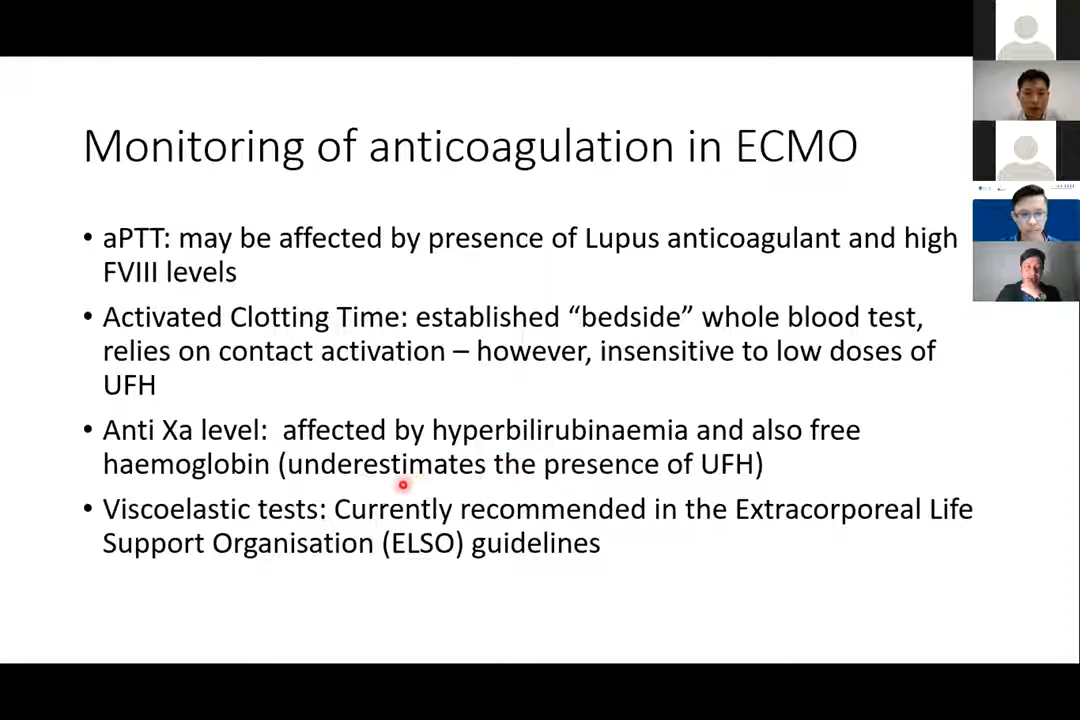 Monitoring of anticoagulation in ECMO
• aPTT: may be affected by presence of Lupus anticoagulant and high
FVIII levels
• Activated Clotting Time: established “bedside” whole blood test,
relies on contact activation – however, insensitive to low doses of
UFH
• Anti Xa level:  affected by hyperbilirubinaemia and also free
haemoglobin (underestimates the presence of UFH)
• Viscoelastic tests: Currently recommended in the Extracorporeal Life
Support Organisation (ELSO) guidelines